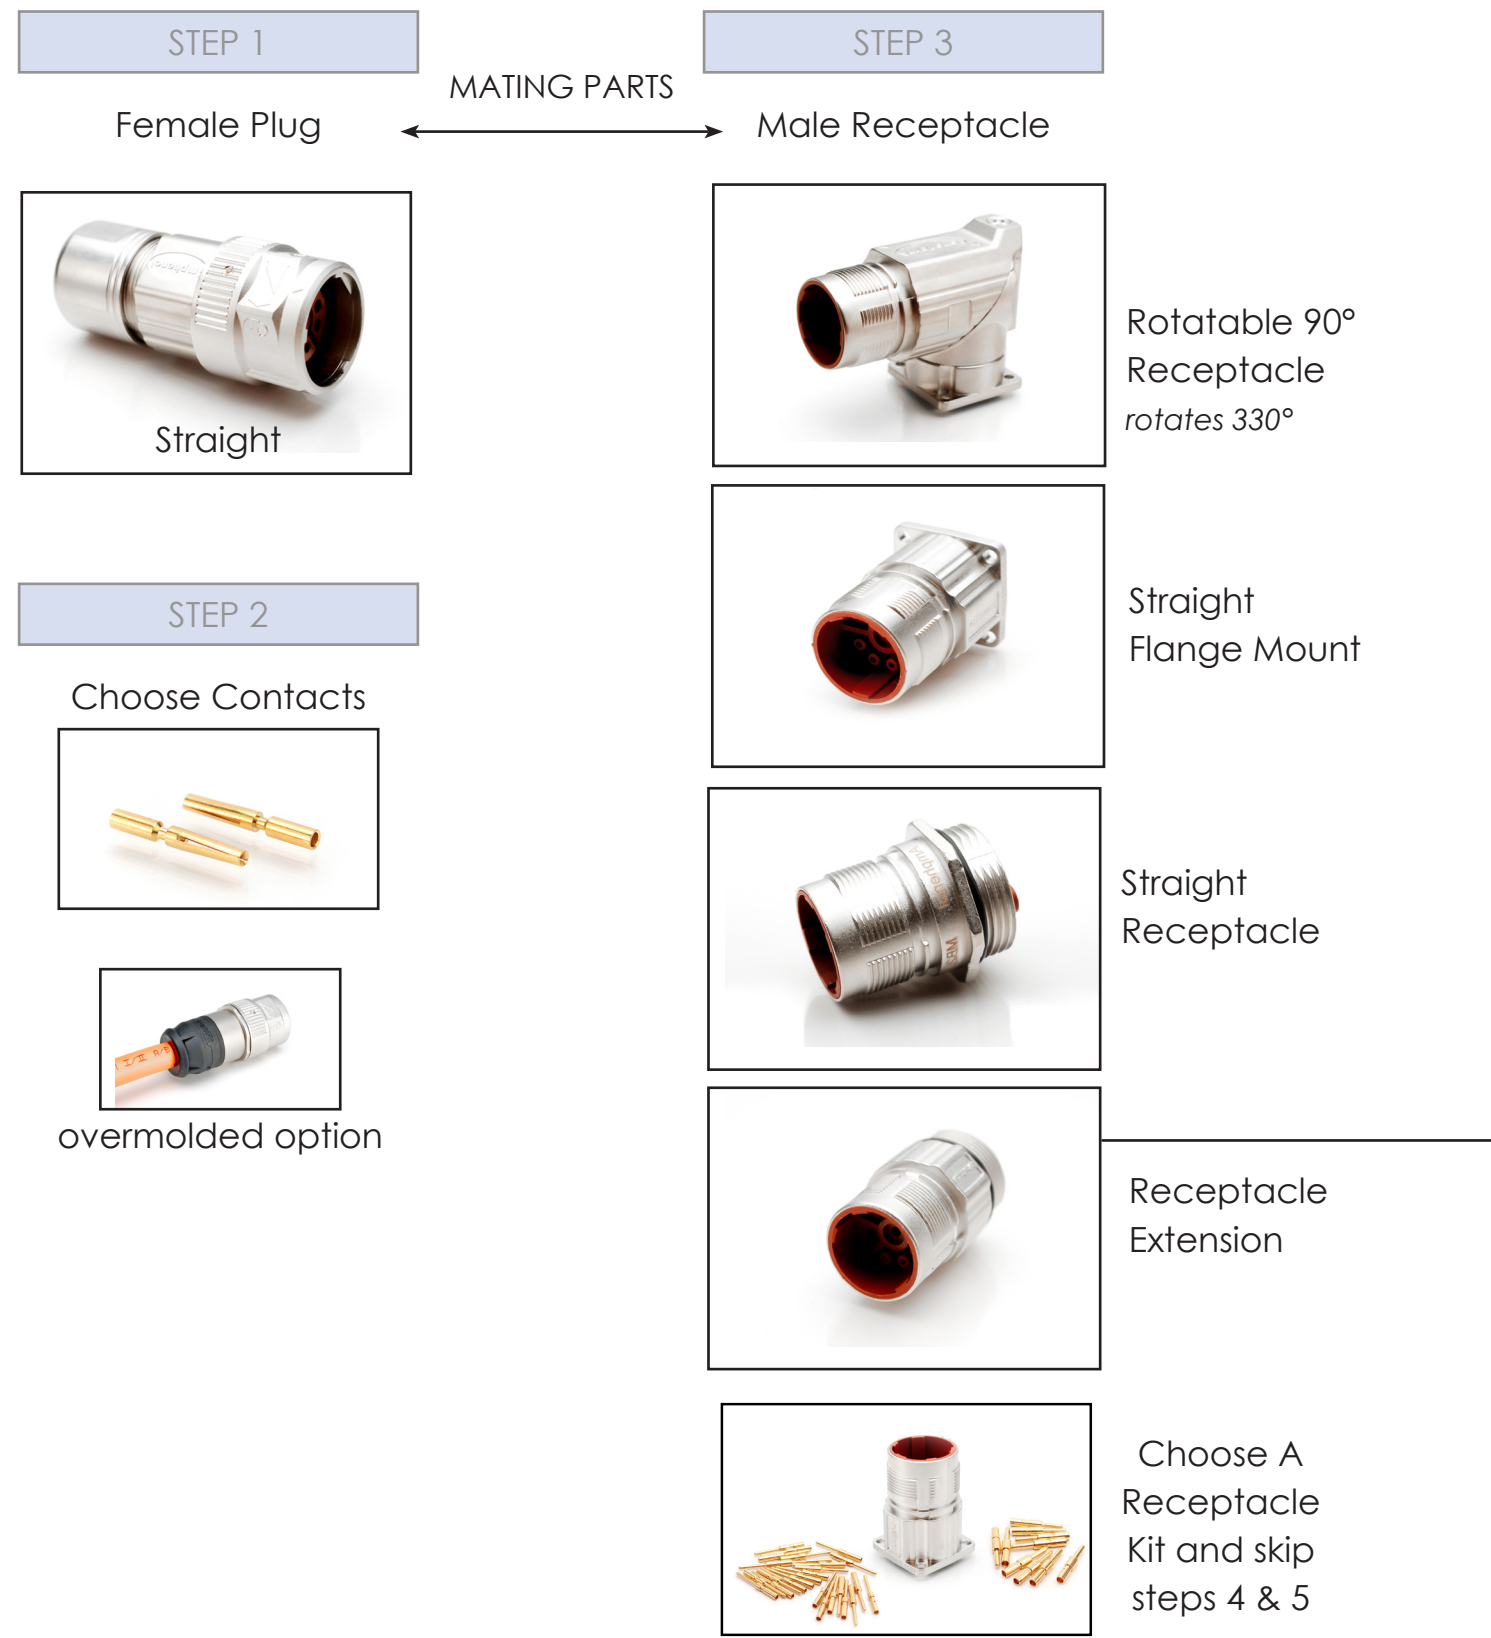 STEP 1
STEP 3
MATING PARTS
Female Plug
Male Receptacle
Straight
Rotatable 90°
Receptacle
rotates 330°
Straight
Flange Mount
STEP 2
Choose Contacts
overmolded option
Straight
Receptacle
Amphenol
Receptacle
Extension
Choose A
Receptacle
Kit and skip
steps 4 & 5